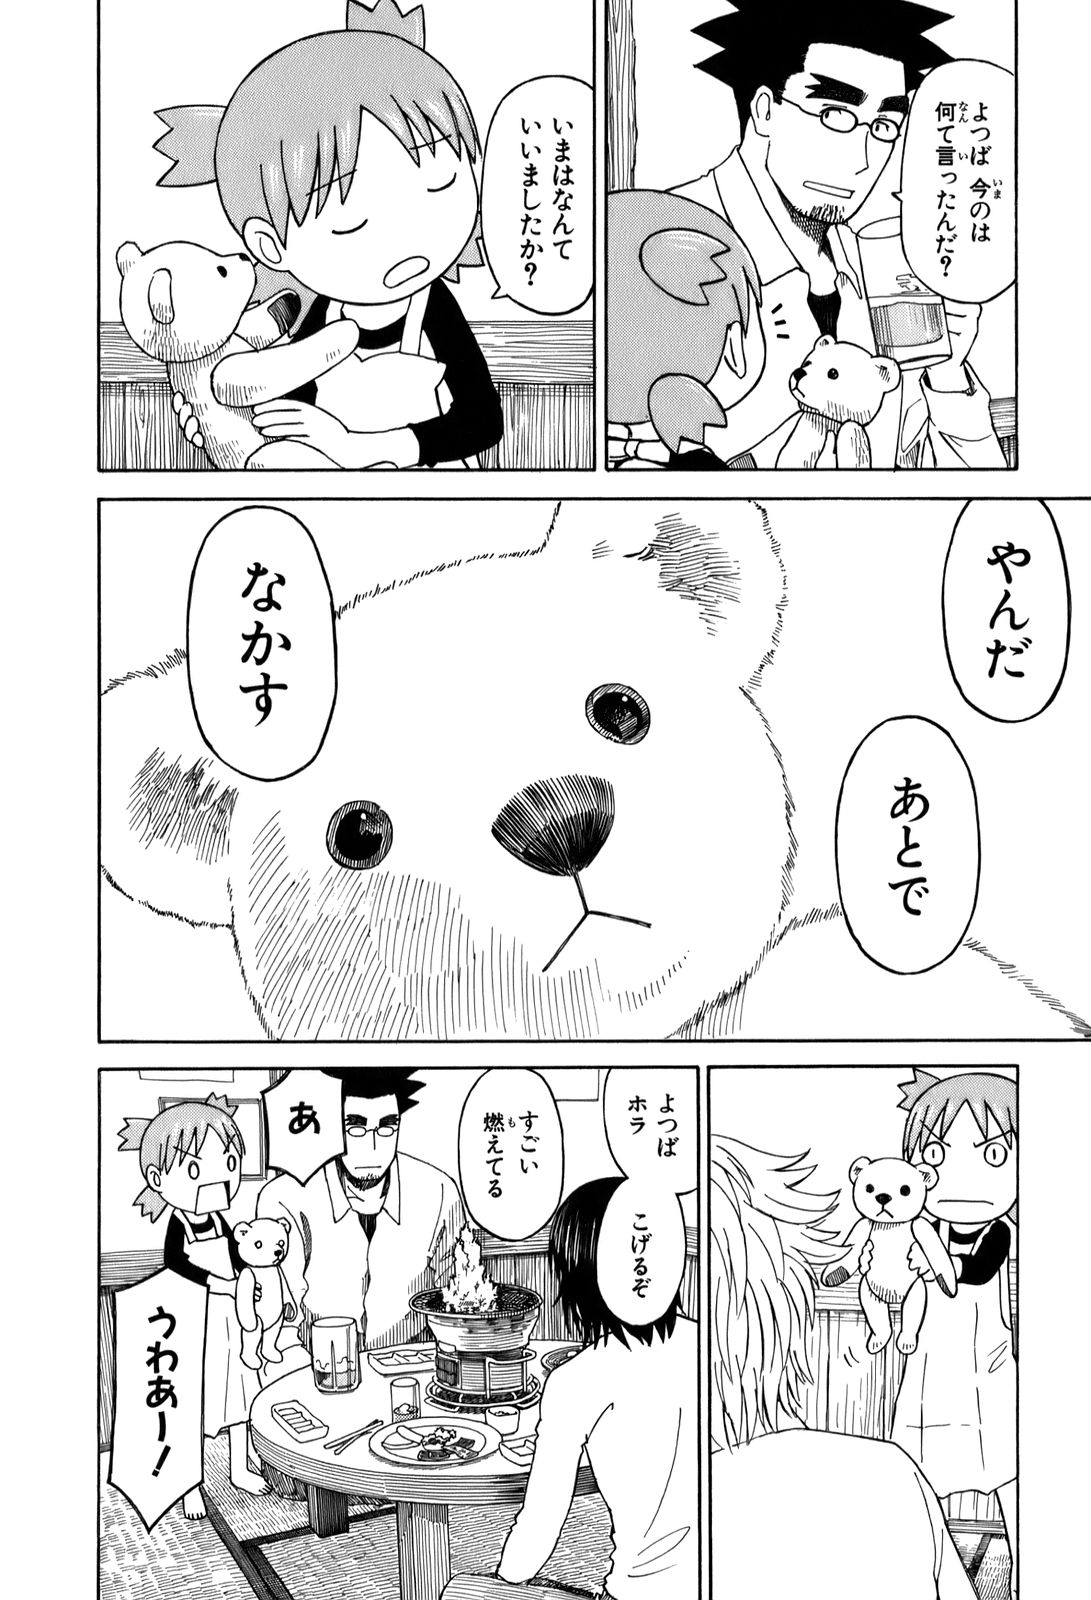 よつば 今のは
何て言ったんだ?
いまはなんて
いいましたか?
やんだ
あとで
なかす
よつば
ホラ
こげるぞ
すごい
燃えてる
あ
うわあー!